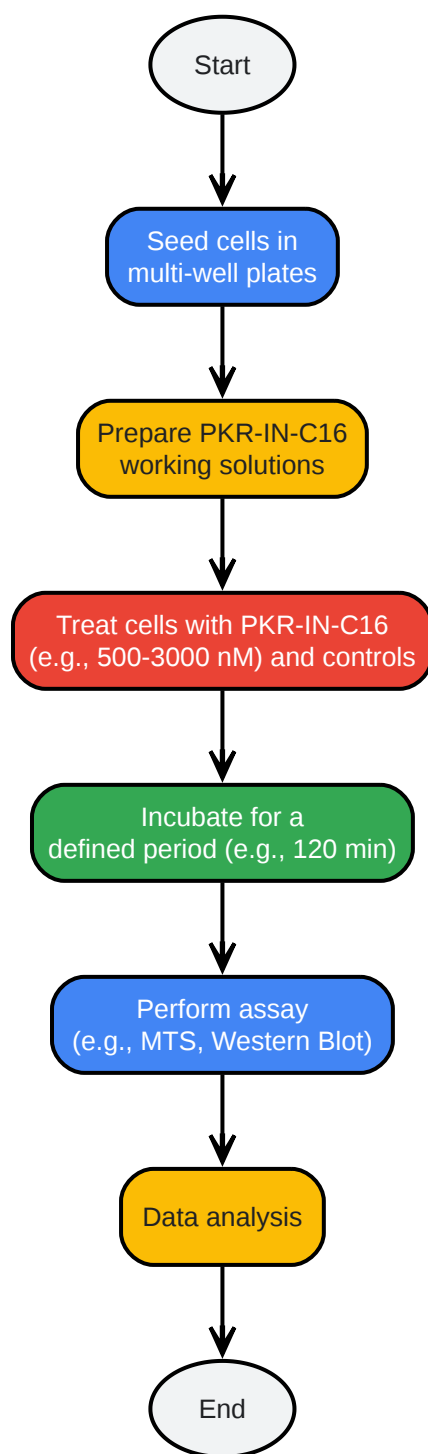 Start
Seed cells in
multi-well plates
Prepare PKR-IN-C16
working solutions
Treat cells with PKR-IN-C16
(e.g., 500-3000 nM) and controls
Incubate for a
defined period (e.g., 120 min)
Perform assay
(e.g., MTS, Western Blot)
Data analysis
End